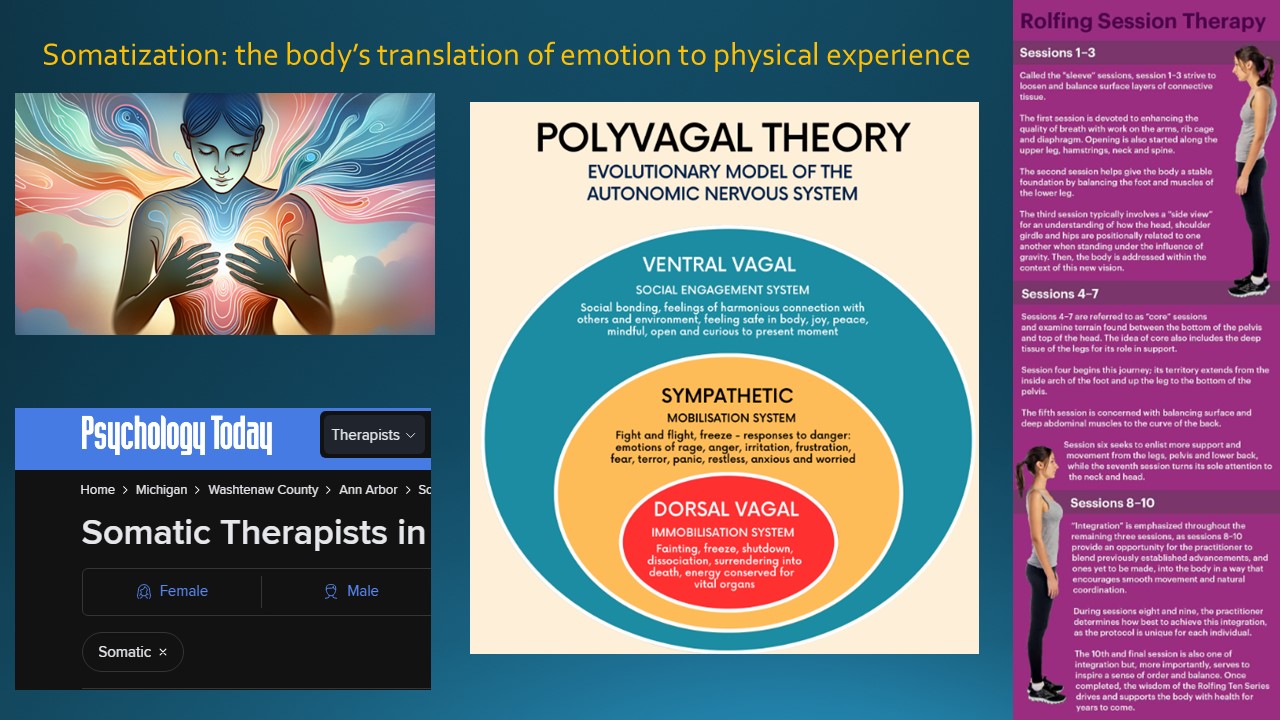 Somatization: the body's translation of emotion to physical experience
Psychology Today
Therapists
Home > Michigan > Washtenaw County > Ann Arbor > Sc
Somatic Therapists in
Female
Male
Somatic ×
POLYVAGAL THEORY
EVOLUTIONARY MODEL OF THE
AUTONOMIC NERVOUS SYSTEM
VENTRAL VAGAL
SOCIAL ENGAGEMENT SYSTEM
Social bonding, feelings of harmonious connection with
others and environment, feeling safe in body, joy, peace,
mindful, open and curious to present moment
SYMPATHETIC
MOBILISATION SYSTEM
Fight and flight, freeze - responses to danger:
emotions of rage, anger, irritation, frustration,
fear, terror, panic, restless, anxious and worried
DORSAL VAGAL
IMMOBILISATION SYSTEM
Fainting, freeze, shutdown,
dissociation, surrendering into
death, energy conserved for
vital organs
Rolfing Session Therapy
Sessions 1-3
Called the "sleeve" sessions, session 1-3 strive to
loosen and balance surface layers of connective
tissue.
The first session is devoted to enhancing the
quality of breath with work on the arms, rib cage
and diaphragm. Opening is also started along the
upper leg, hamstrings, neck and spine.
The second session helps give the body a stable
foundation by balancing the foot and muscles of
the lower leg.
The third session typically involves a "side view"
for an understanding of how the head, shoulder
girdle and hips are positionally related to one
another when standing under the influence of
gravity. Then, the body is addressed within the
context of this new vision.
Sessions 4-7
Sessions 4-7 are referred to as "core" sessions
and examine terrain found between the bottom of the pelvis
and top of the head. The idea of core also includes the deep
tissue of the legs for its role in support.
Session four begins this journey; its territory extends from the
inside arch of the foot and up the leg to the bottom of the
pelvis.
The fifth session is concerned with balancing surface and
deep abdominal muscles to the curve of the back.
Session six seeks to enlist more support and
movement from the legs, pelvis and lower back,
while the seventh session turns its sole attention to
the neck and head.
Sessions 8-10
"Integration" is emphasized throughout the
remaining three sessions, as sessions 8-10
provide an opportunity for the practitioner to
blend previously established advancements, and
ones yet to be made, into the body in a way that
encourages smooth movement and natural
coordination.
During sessions eight and nine, the practitioner
determines how best to achieve this integration,
as the protocol is unique for each individual.
The 10th and final session is also one of
integration but, more importantly, serves to
inspire a sense of order and balance. Once
completed, the wisdom of the Rolfing Ten Series
drives and supports the body with health for
years to come.